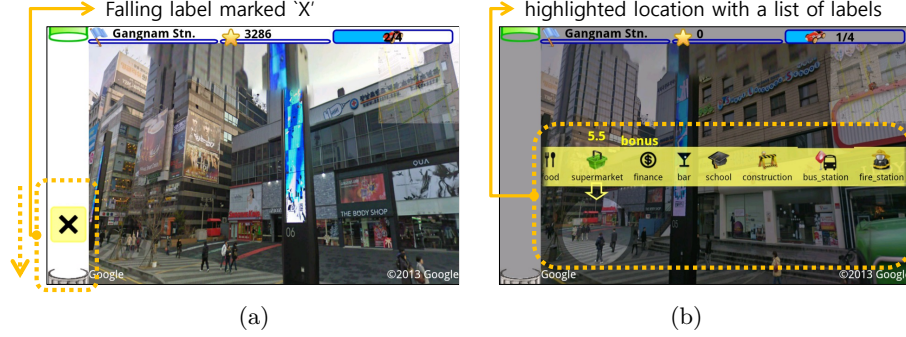 Falling label marked `X'
highlighted location with a list of labels
Gangnam Stn.
3286
2/4
OUA
THE BODY SHOP
06
Google
©2013 Google
(a)
Gangnam Stn.
0
1/4
5.5
bonus
ood
supermarket
finance
bar
school
construction
bus_station
fire_station
Google
©2013 Google
(b)